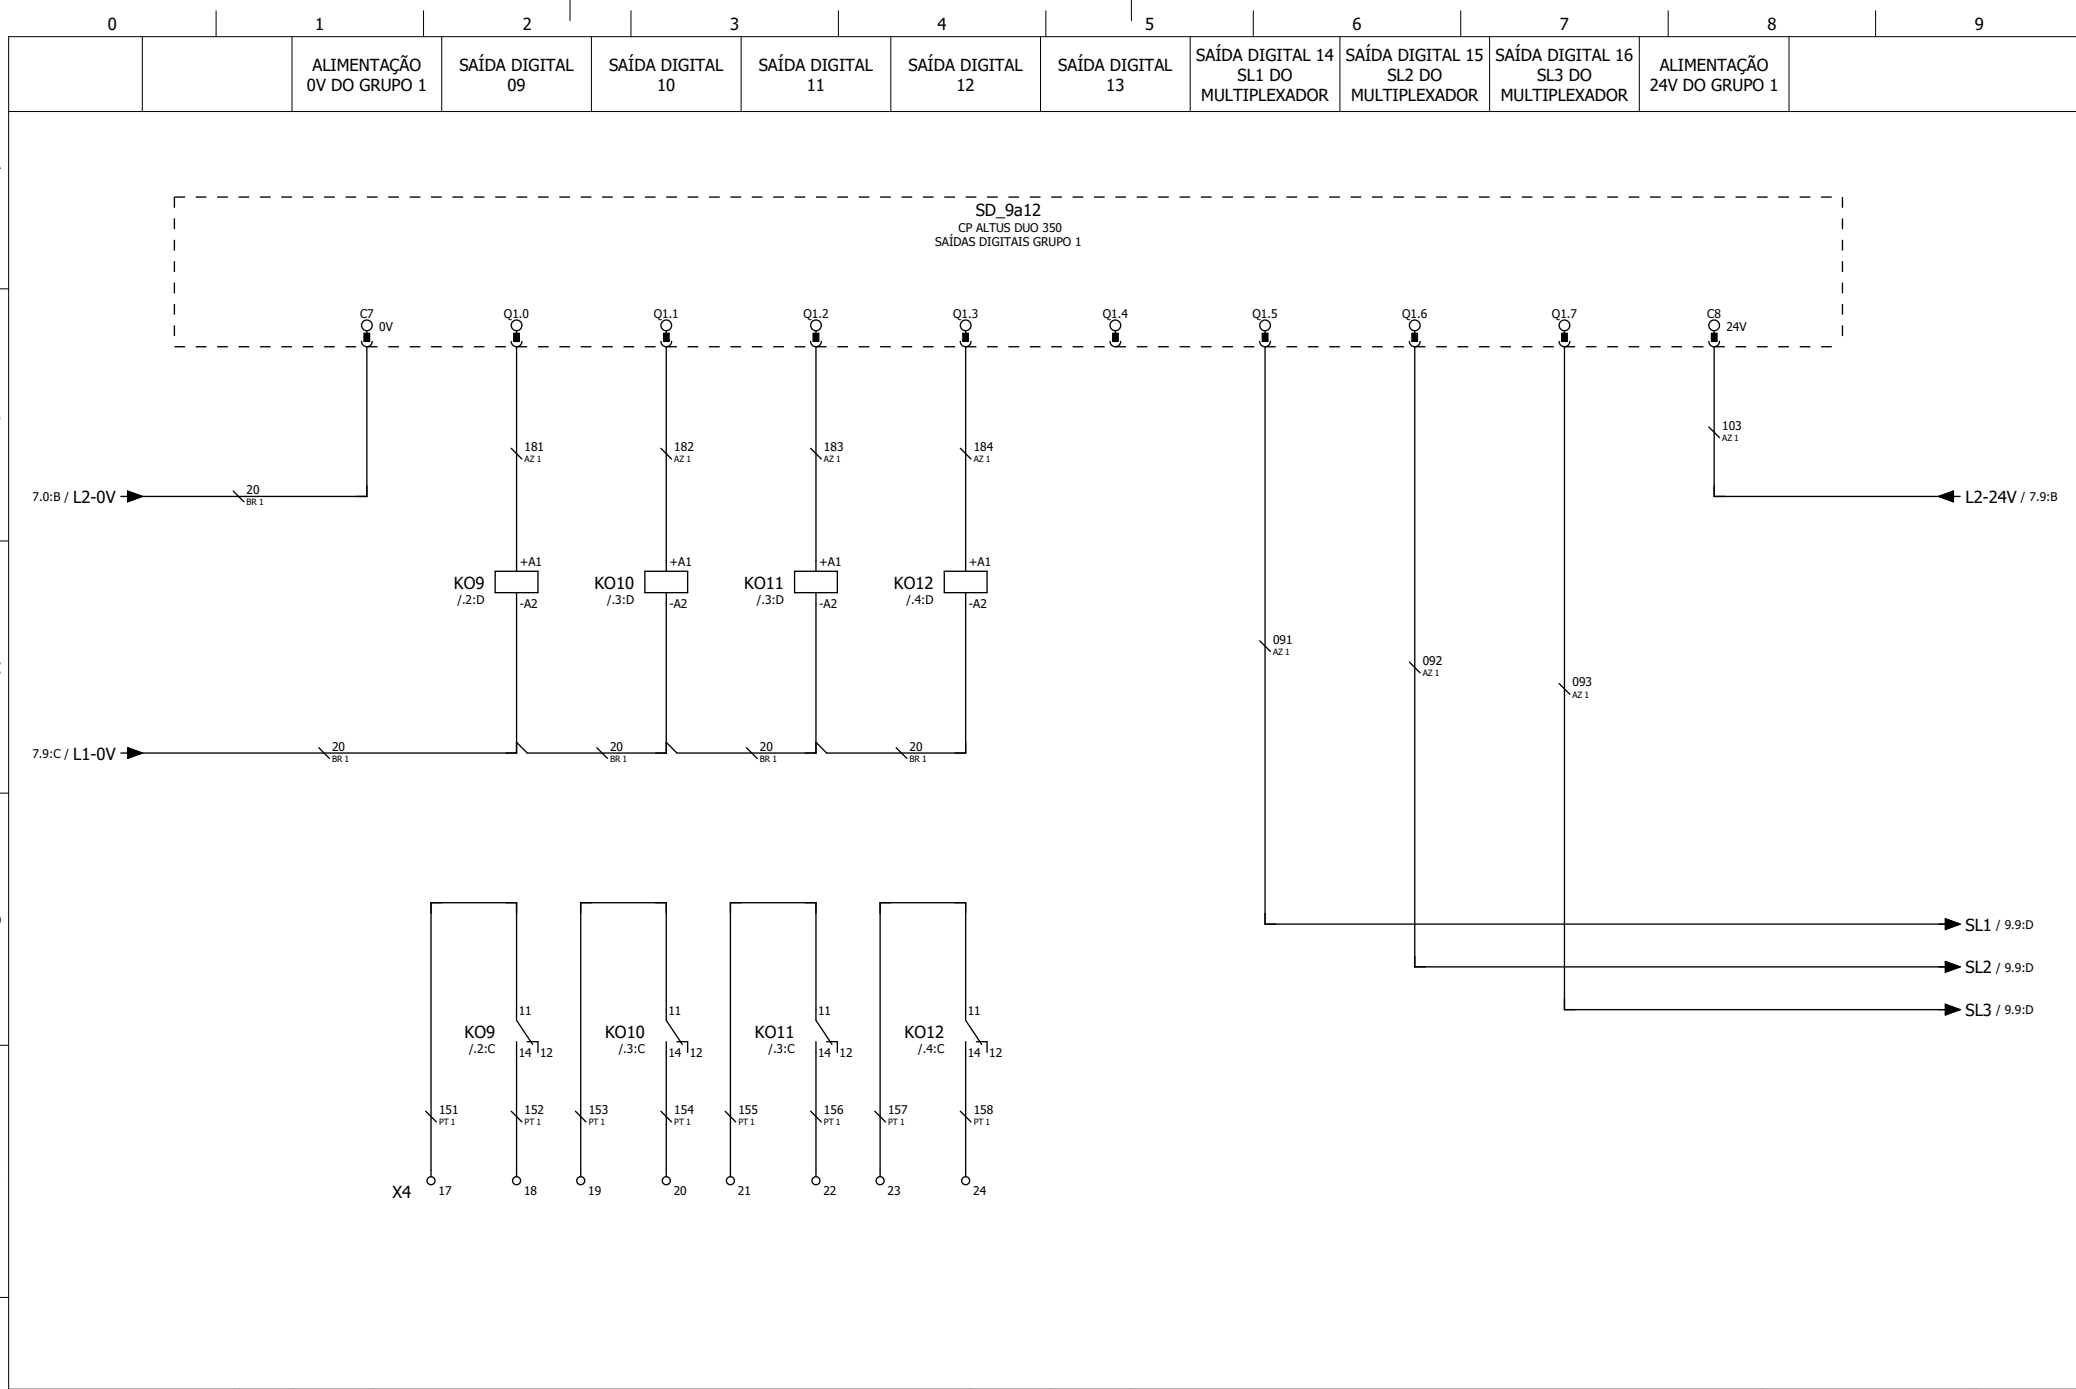 0 1 2 3 4 5 6 7 8 9
ALIMENTAÇÃO
0V DO GRUPO 1
SAÍDA DIGITAL
09
SAÍDA DIGITAL
10
SAÍDA DIGITAL
11
SAÍDA DIGITAL
12
SAÍDA DIGITAL
13
SAÍDA DIGITAL 14
SL1 DO
MULTIPLEXADOR
SAÍDA DIGITAL 15
SL2 DO
MULTIPLEXADOR
SAÍDA DIGITAL 16
SL3 DO
MULTIPLEXADOR
ALIMENTAÇÃO
24V DO GRUPO 1
SD_9a12
CP ALTUS DUO 350
SAÍDAS DIGITAIS GRUPO 1
C7 Q1.0 Q1.1 Q1.2 Q1.3 Q1.4 Q1.5 Q1.6 Q1.7 C8
0V 24V
103
AZ 1
181 182 183 184
AZ 1 AZ 1 AZ 1 AZ 1
7.0:B / L2-0V 20 L2-24V / 7.9:B
BR 1
+A1 +A1 +A1 +A1
KO9 KO10 KO11 KO12
/.2:D /.3:D /.3:D /.4:D
-A2 -A2 -A2 -A2
091
AZ 1
092
AZ 1
093
AZ 1
7.9:C / L1-0V 20 20 20 20
BR 1 BR 1 BR 1 BR 1
SL1 / 9.9:D
SL2 / 9.9:D
SL3 / 9.9:D
11 11 11 11
KO9 KO10 KO11 KO12
/.2:C /.3:C /.3:C /.4:C
14 12 14 12 14 12 14 12
151 152 153 154 155 156 157 158
PT 1 PT 1 PT 1 PT 1 PT 1 PT 1 PT 1 PT 1
X4 17 18 19 20 21 22 23 24